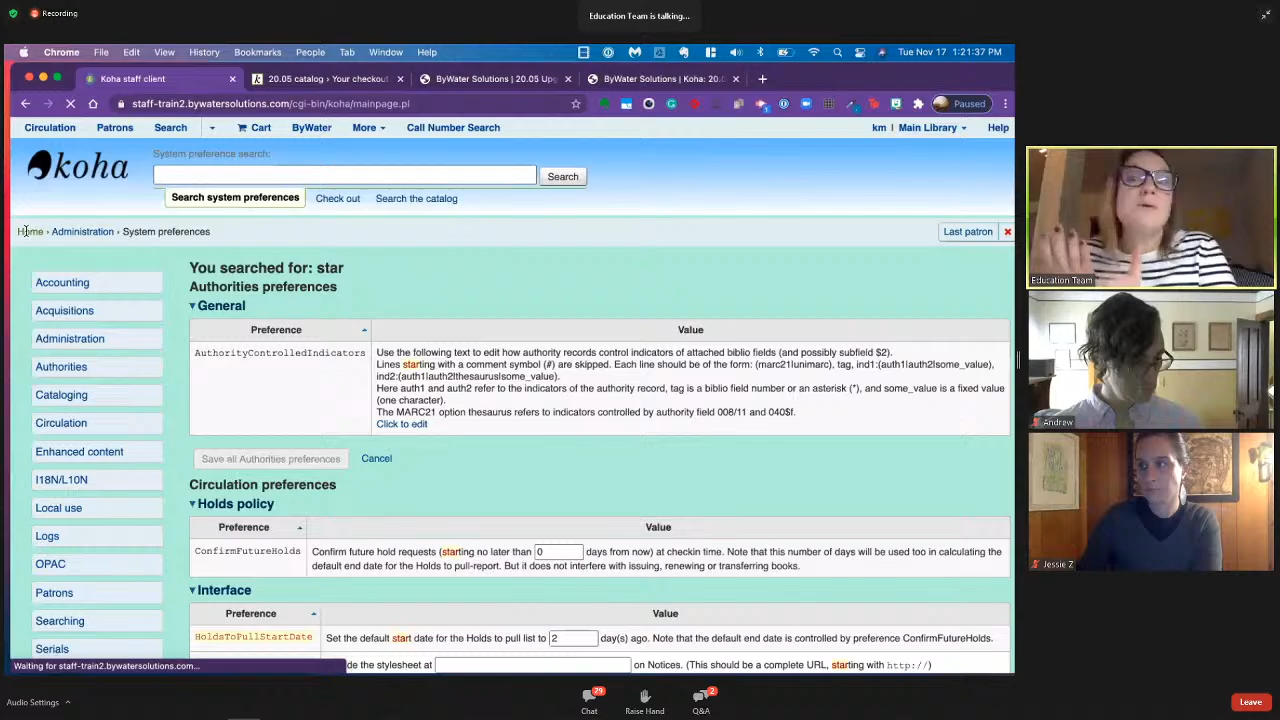 Recording
Education Team is talking...
Chrome File Edit View History Bookmarks People Tab Window Help
Tue Nov 17 1:21:37 PM
Koha staff client
20.05 catalog › Your checkout
ByWater Solutions | 20.05 Upg
ByWater Solutions | Koha: 20.0
staff-train2.bywatersolutions.com/cgi-bin/koha/mainpage.pl
Paused
Circulation Patrons Search Cart ByWater More Call Number Search
km | Main Library Help
koha
System preference search:
Search
Search system preferences Check out Search the catalog
Home › Administration › System preferences
Last patron
Accounting
Acquisitions
Administration
Authorities
Cataloging
Circulation
Enhanced content
I18N/L10N
Local use
Logs
OPAC
Patrons
Searching
Serials
You searched for: star
Authorities preferences
General
Preference Value
AuthorityControlledIndicators
Use the following text to edit how authority records control indicators of attached biblio fields (and possibly subfield $2).
Lines starting with a comment symbol (#) are skipped. Each line should be of the form: (marc21|unimarc), tag, ind1:(auth1|auth2|some_value),
ind2:(auth1|auth2|thesaurus|some_value).
Here auth1 and auth2 refer to the indicators of the authority record, tag is a biblio field number or an asterisk (*), and some_value is a fixed value
(one character).
The MARC21 option thesaurus refers to indicators controlled by authority field 008/11 and 040$f.
Click to edit
Save all Authorities preferences Cancel
Circulation preferences
Holds policy
Preference Value
ConfirmFutureHolds
Confirm future hold requests (starting no later than 0 days from now) at checkin time. Note that this number of days will be used too in calculating the
default end date for the Holds to pull-report. But it does not interfere with issuing, renewing or transferring books.
Interface
Preference Value
HoldsToPullStartDate
Set the default start date for the Holds to pull list to 2 day(s) ago. Note that the default end date is controlled by preference ConfirmFutureHolds.
de the stylesheet at on Notices. (This should be a complete URL, starting with http://)
Waiting for staff-train2.bywatersolutions.com...
Education Team
Andrew
Jessie Z
Audio Settings
29
Chat
Raise Hand
2
Q&A
Leave